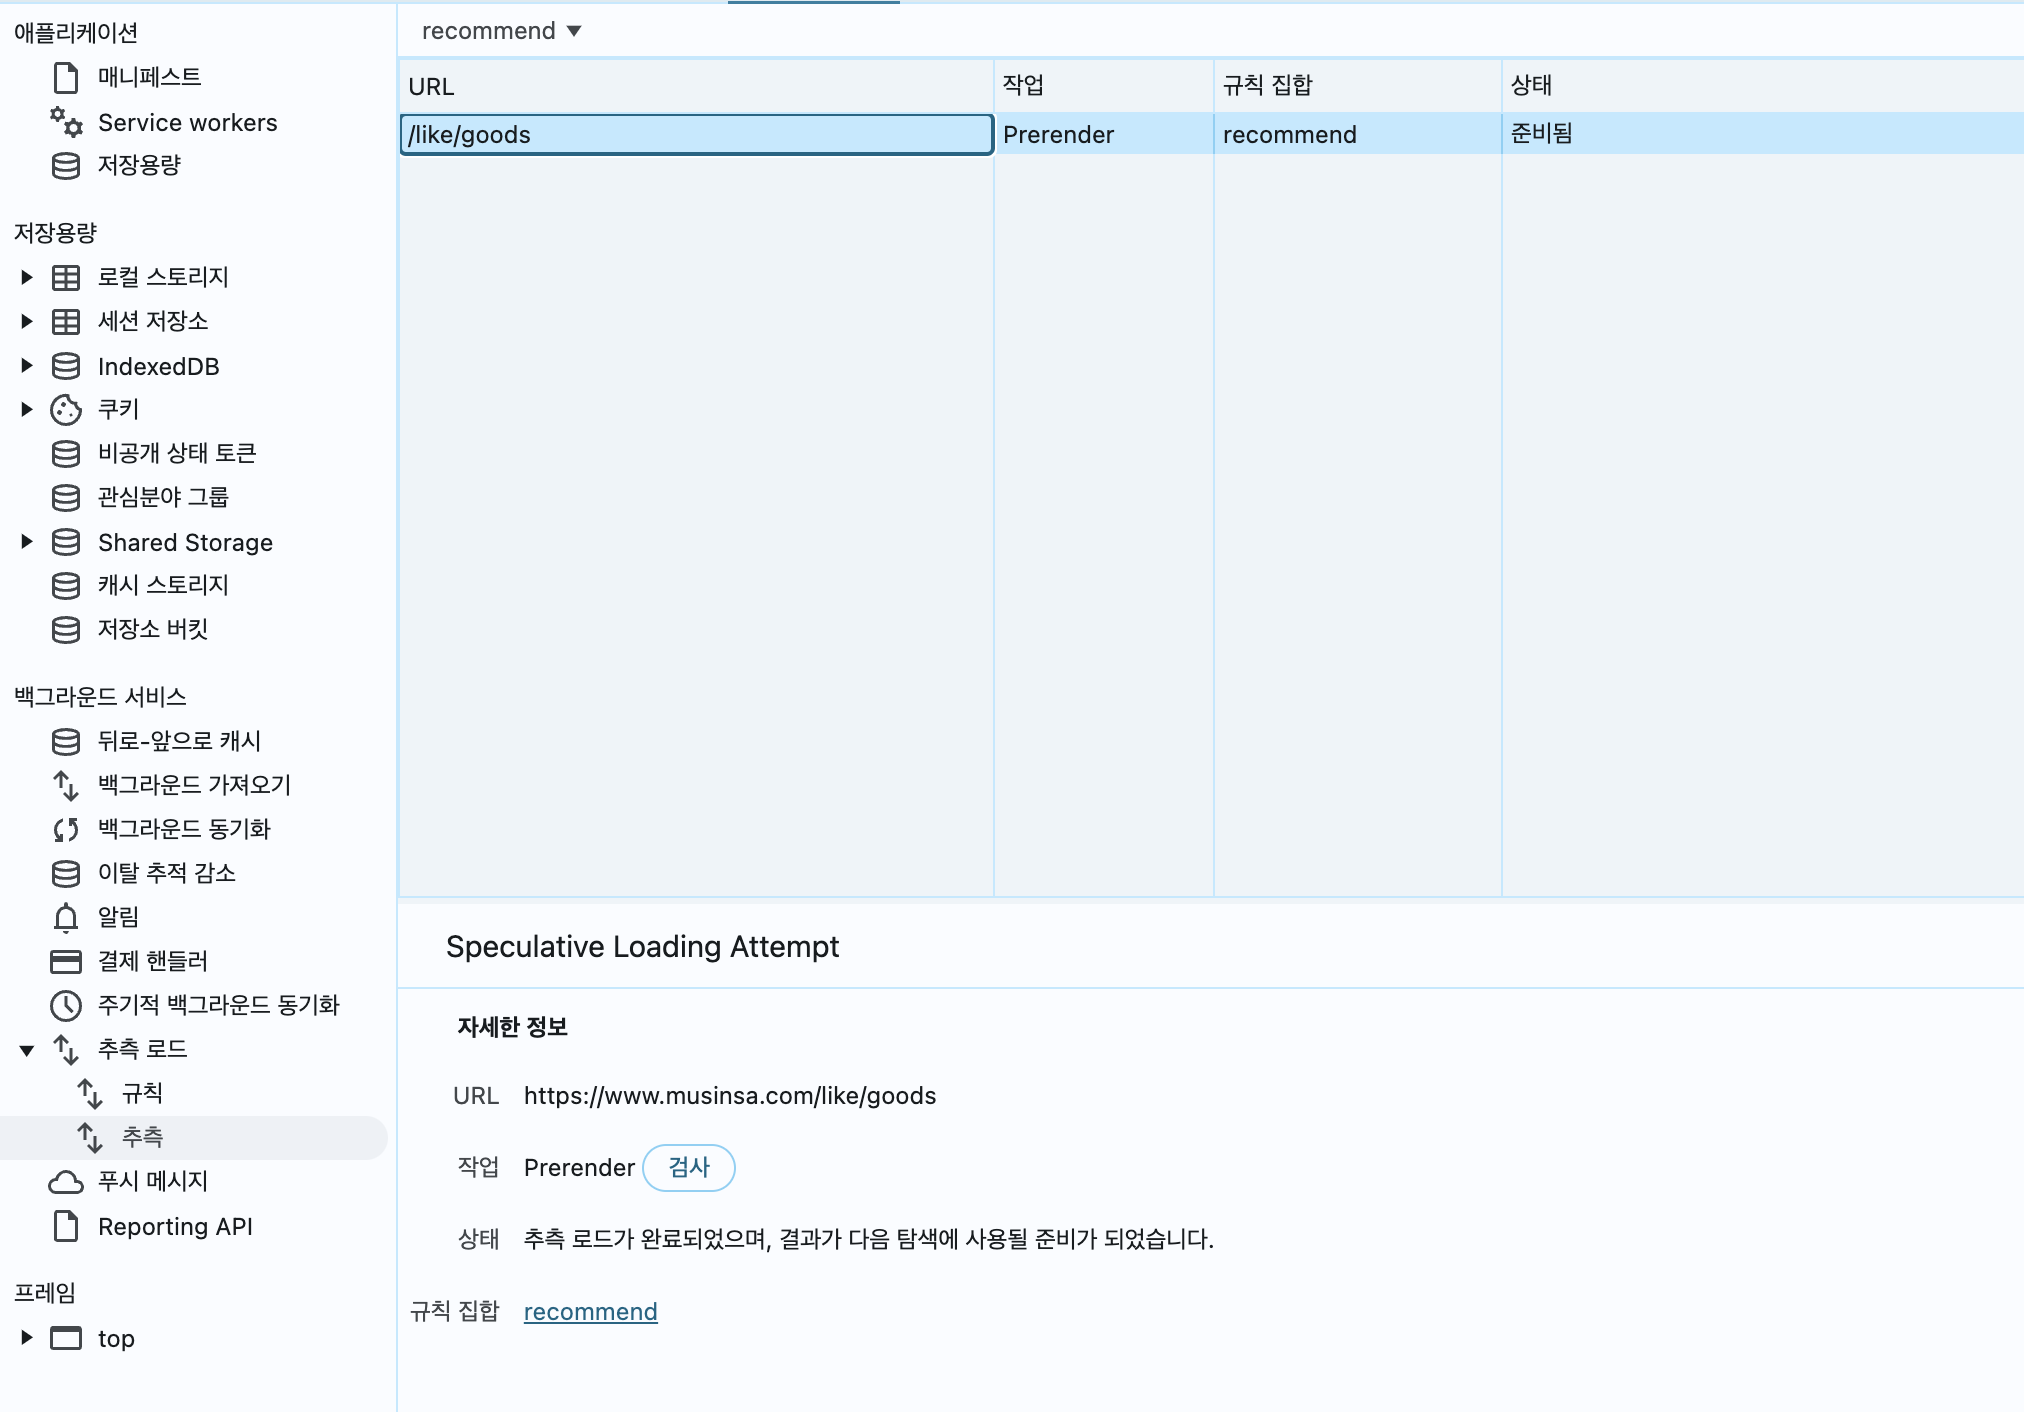 애플리케이션
매니페스트
Service workers
저장용량
저장용량
로컬 스토리지
세션 저장소
IndexedDB
쿠키
비공개 상태 토큰
관심분야 그룹
Shared Storage
캐시 스토리지
저장소 버킷
백그라운드 서비스
뒤로-앞으로 캐시
백그라운드 가져오기
백그라운드 동기화
이탈 추적 감소
알림
결제 핸들러
주기적 백그라운드 동기화
추측 로드
규칙
추측
푸시 메시지
Reporting API
프레임
top
recommend
URL 작업 규칙 집합 상태
/like/goods Prerender recommend 준비됨
Speculative Loading Attempt
자세한 정보
URL https://www.musinsa.com/like/goods
작업 Prerender 검사
상태 추측 로드가 완료되었으며, 결과가 다음 탐색에 사용될 준비가 되었습니다.
규칙 집합 recommend